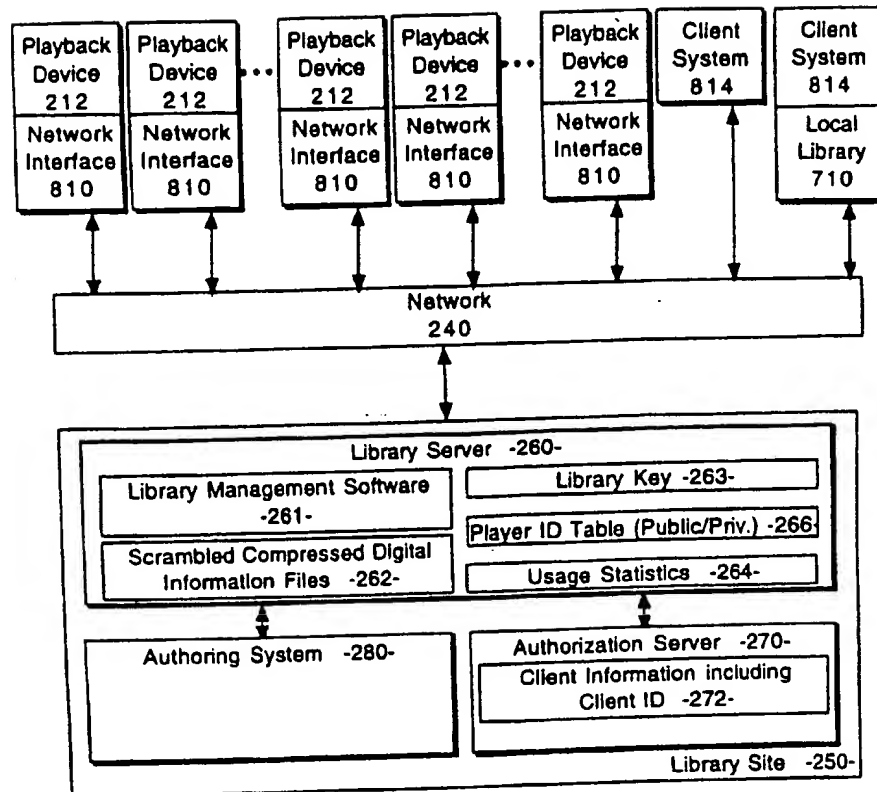 Playback
Device
212
Network
Interface
810
Playback
Device
212
Network
Interface
810
Playback
Device
212
Network
Interface
810
Playback
Device
212
Network
Interface
810
Playback
Device
212
Network
Interface
810
Client
System
814
Client
System
814
Local
Library
710
Network
240
Library Server -260-
Library Management Software
-261-
Scrambled Compressed Digital
Information Files -262-
Library Key -263-
Player ID Table (Public/Priv.) -266-
Usage Statistics -264-
Authoring System -280-
Authorization Server -270-
Client Information including
Client ID -272-
Library Site -250-